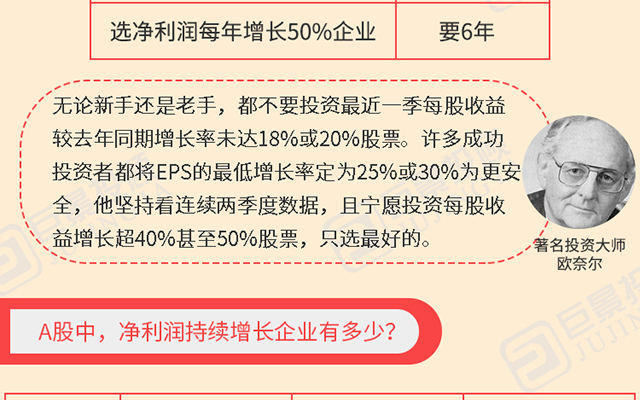 选净利润每年增长50%企业 要6年
无论新手还是老手，都不要投资最近一季每股收益
较去年同期增长率未达18%或20%股票。许多成功
投资者都将EPS的最低增长率定为25%或30%为更安
全，他坚持看连续两季度数据，且宁愿投资每股收
益增长超40%甚至50%股票，只选最好的。
著名投资大师
欧奈尔
A股中，净利润持续增长企业有多少？